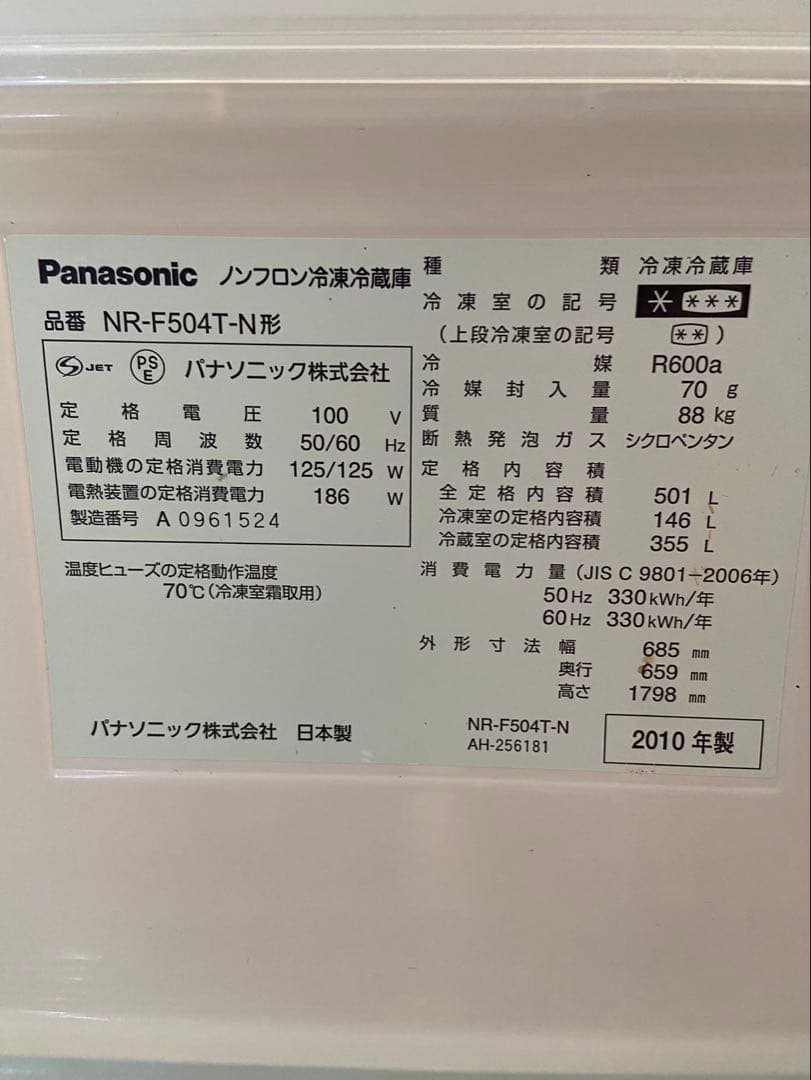 Panasonic ノンフロン冷凍冷蔵庫
品番 NR-F504T-N形
S JET PSE パナソニック株式会社
定格電圧 100 V
定格周波数 50/60 Hz
電動機の定格消費電力 125/125 W
電熱装置の定格消費電力 186 W
製造番号 A 0961524
温度ヒューズの定格動作温度
70℃(冷凍室霜取用)
パナソニック株式会社 日本製
種類 冷凍冷蔵庫
冷凍室の記号 * ***
(上段冷凍室の記号 ** )
冷媒 R600a
冷媒封入量 70 g
質量 88 kg
断熱発泡ガス シクロペンタン
定格内容積
全定格内容積 501 L
冷凍室の定格内容積 146 L
冷蔵室の定格内容積 355 L
消費電力量(JIS C 9801-2006年)
50Hz 330kWh/年
60Hz 330kWh/年
外形寸法 幅 685 mm
奥行 659 mm
高さ 1798 mm
NR-F504T-N
AH-256181
2010年製